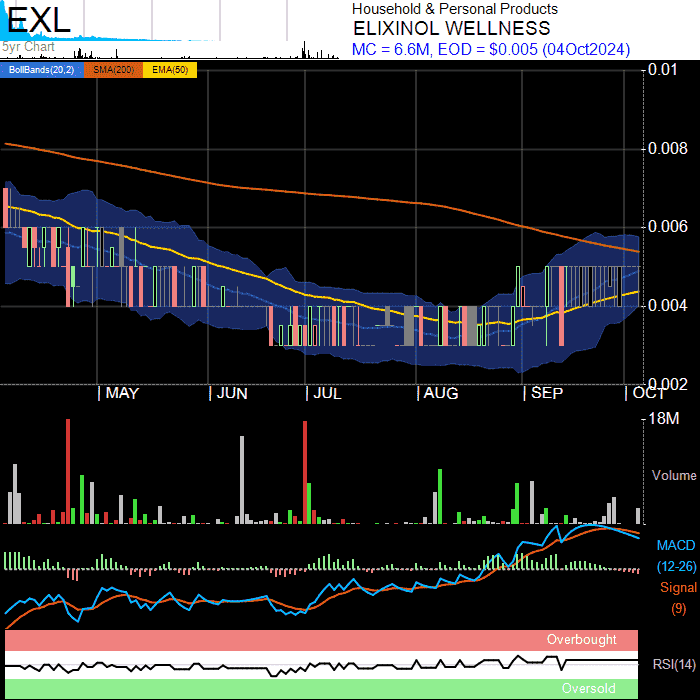 EXL
5yr Chart
Household & Personal Products
ELIXINOL WELLNESS
MC = 6.6M, EOD = $0.005 (04Oct2024)
BollBands(20,2) SMA(200) EMA(50)
0.01
0.008
0.006
0.004
0.002
MAY JUN JUL AUG SEP OCT
18M
Volume
MACD
(12-26)
Signal
(9)
Overbought
RSI(14)
Oversold